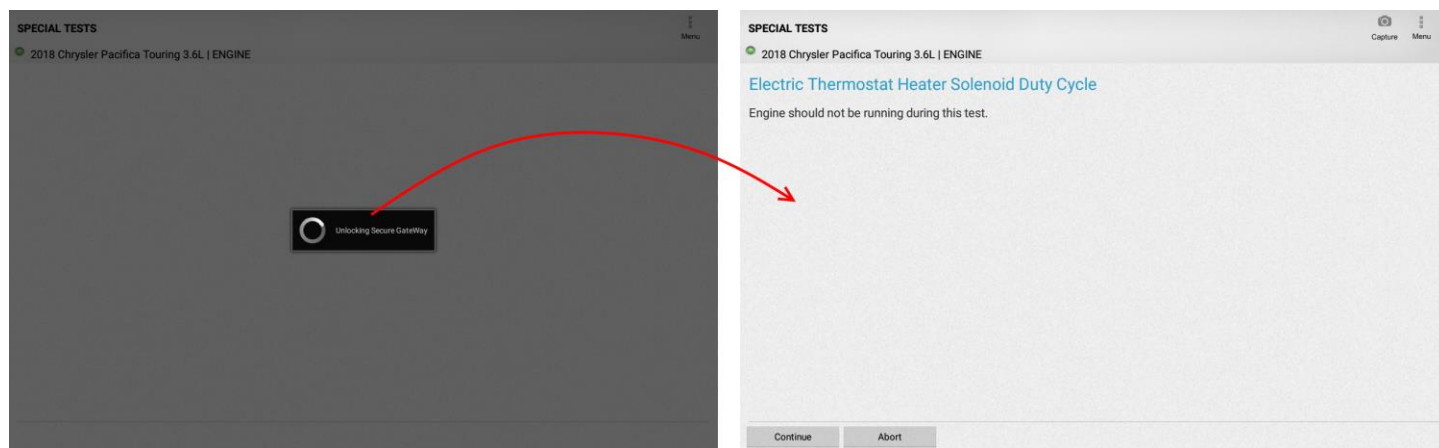 SPECIAL TESTS
Menu
2018 Chrysler Pacifica Touring 3.6L | ENGINE
Unlocking Secure GateWay
SPECIAL TESTS
Capture Menu
2018 Chrysler Pacifica Touring 3.6L | ENGINE
Electric Thermostat Heater Solenoid Duty Cycle
Engine should not be running during this test.
Continue Abort